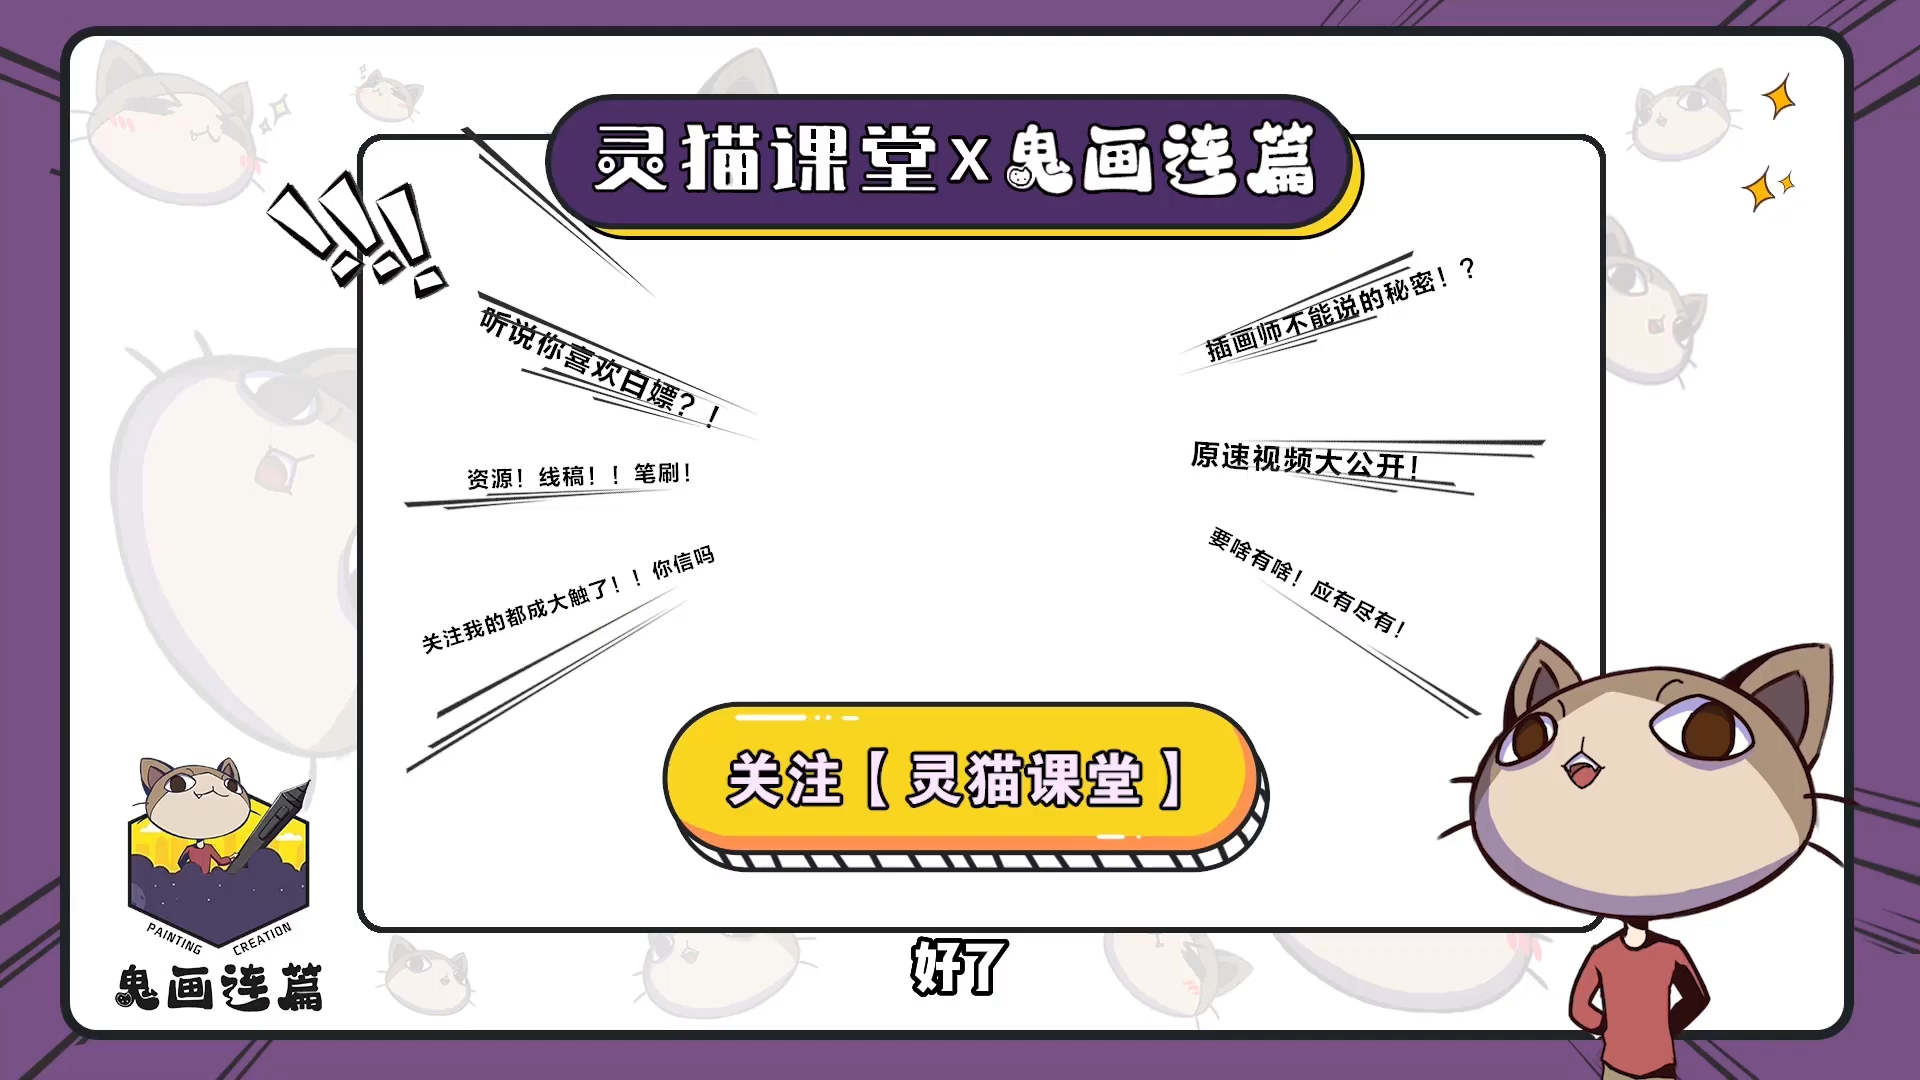 灵猫课堂x鬼画连篇
听说你喜欢白嫖?!
插画师不能说的秘密!?
资源!线稿!!笔刷!
原速视频大公开!
关注我的都成大触了!!你信吗
要啥有啥!应有尽有!
关注【灵猫课堂】
PAINTING CREATION
鬼画连篇
好了